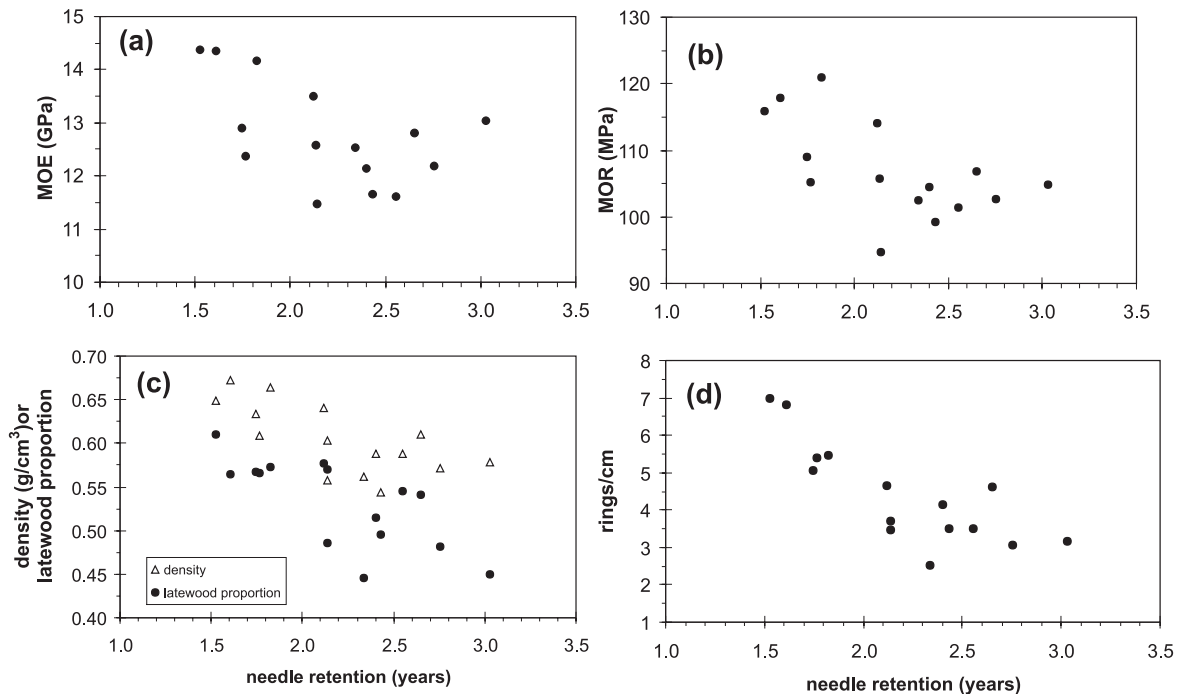 (a)
MOE (GPa)
15
14
13
12
11
10
1.0 1.5 2.0 2.5 3.0 3.5
(b)
MOR (MPa)
130
120
110
100
90
1.0 1.5 2.0 2.5 3.0 3.5
(c)
density (g/cm³)or
latewood proportion
0.70
0.65
0.60
0.55
0.50
0.45
0.40
density
latewood proportion
1.0 1.5 2.0 2.5 3.0 3.5
needle retention (years)
(d)
rings/cm
8
7
6
5
4
3
2
1
1.0 1.5 2.0 2.5 3.0 3.5
needle retention (years)